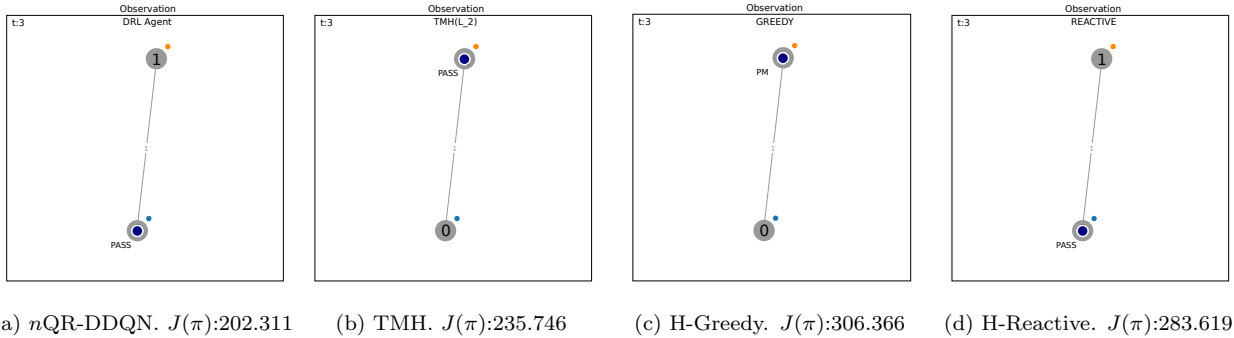 Observation
t:3
DRL Agent
1
1
PASS
Observation
t:3
TMH(L_2)
PASS
1
0
Observation
t:3
GREEDY
PM
1
0
Observation
t:3
REACTIVE
1
1
PASS
a) nQR-DDQN. J(π):202.311
(b) TMH. J(π):235.746
(c) H-Greedy. J(π):306.366
(d) H-Reactive. J(π):283.619